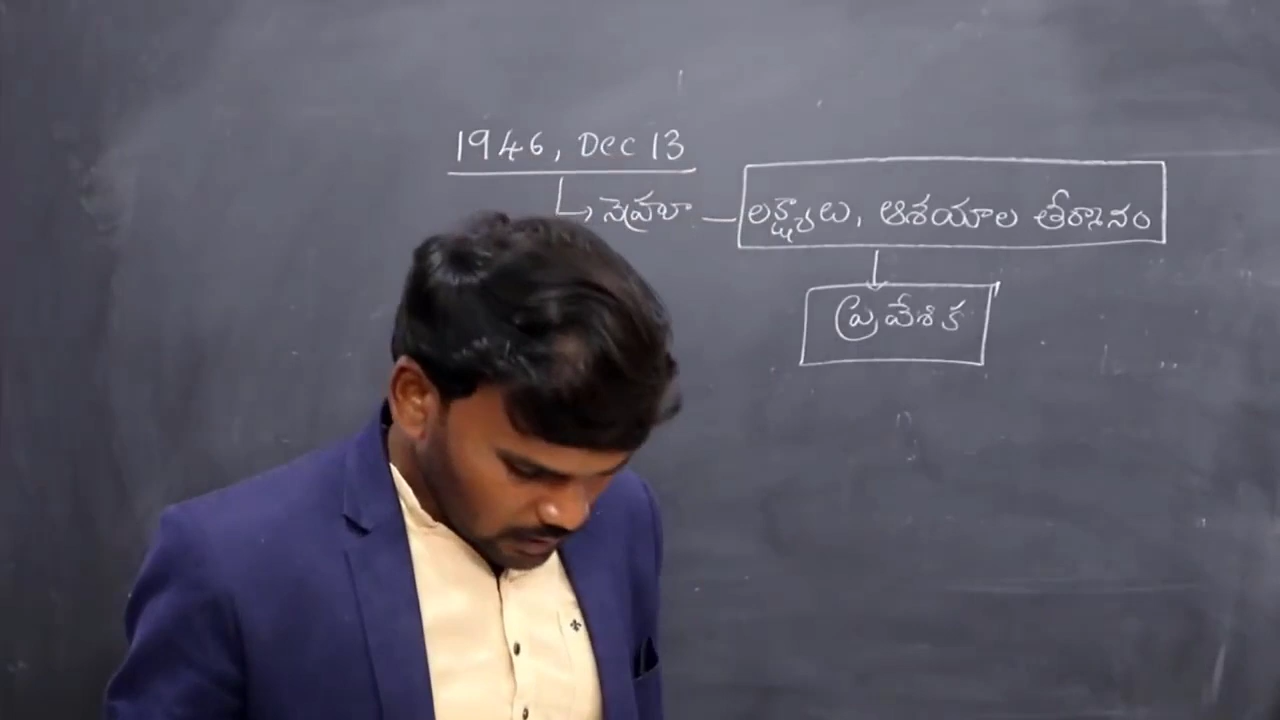 1946, Dec 13
నెహ్రూ - లక్ష్యాలు, ఆశయాల తీర్మానం
ప్రవేశిక